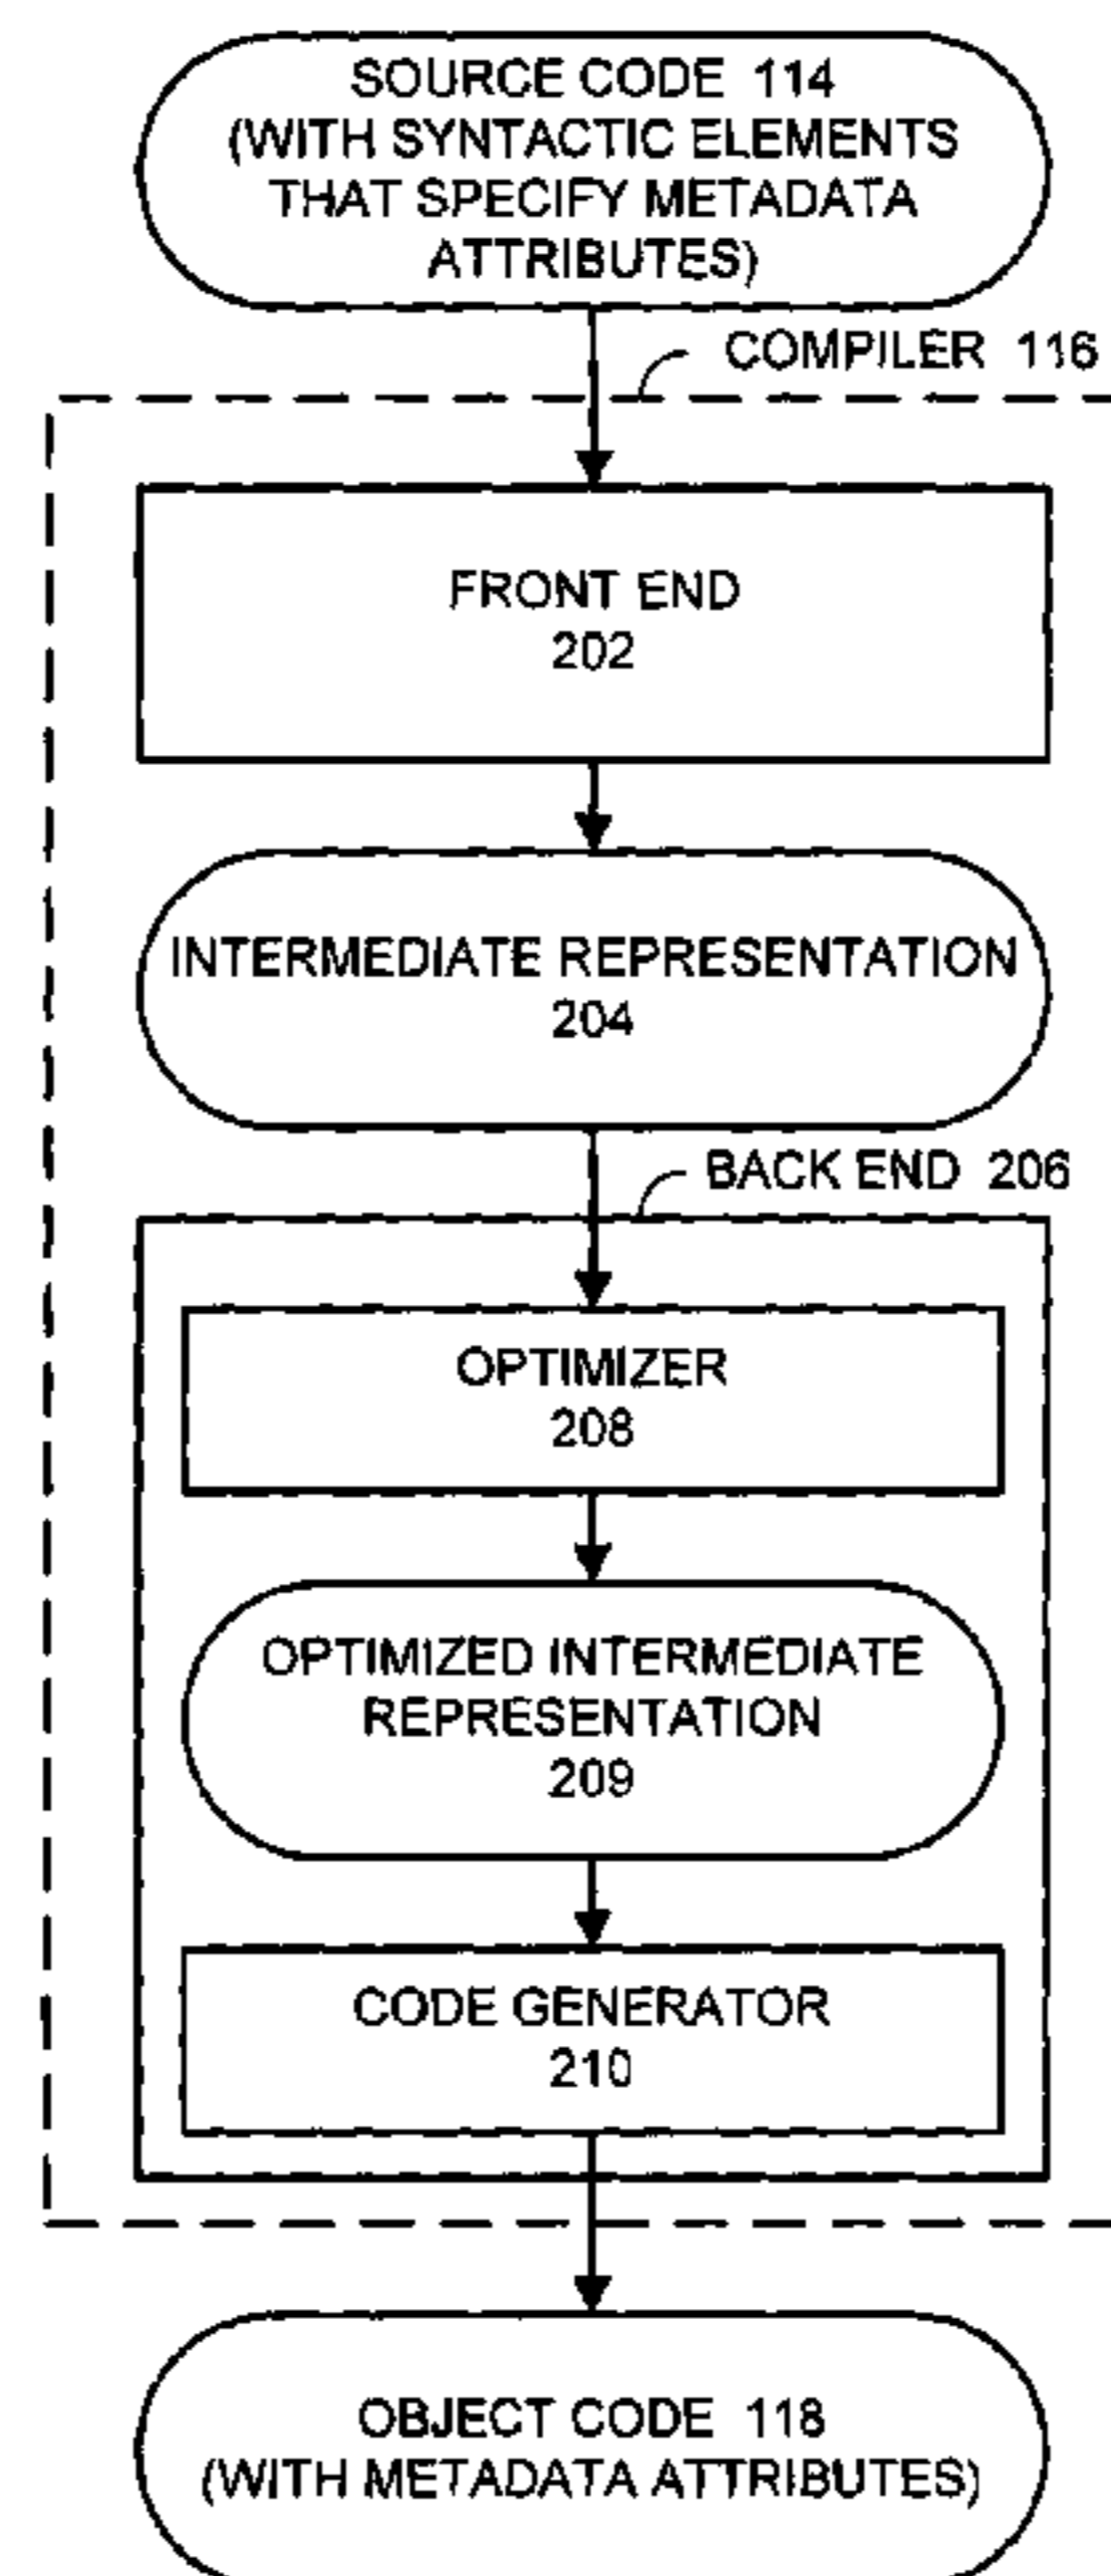 SOURCE CODE 114
(WITH SYNTACTIC ELEMENTS
THAT SPECIFY METADATA
ATTRIBUTES)
COMPILER 116
FRONT END
202
INTERMEDIATE REPRESENTATION
204
BACK END 206
OPTIMIZER
208
OPTIMIZED INTERMEDIATE
REPRESENTATION
209
CODE GENERATOR
210
OBJECT CODE 118
(WITH METADATA ATTRIBUTES)